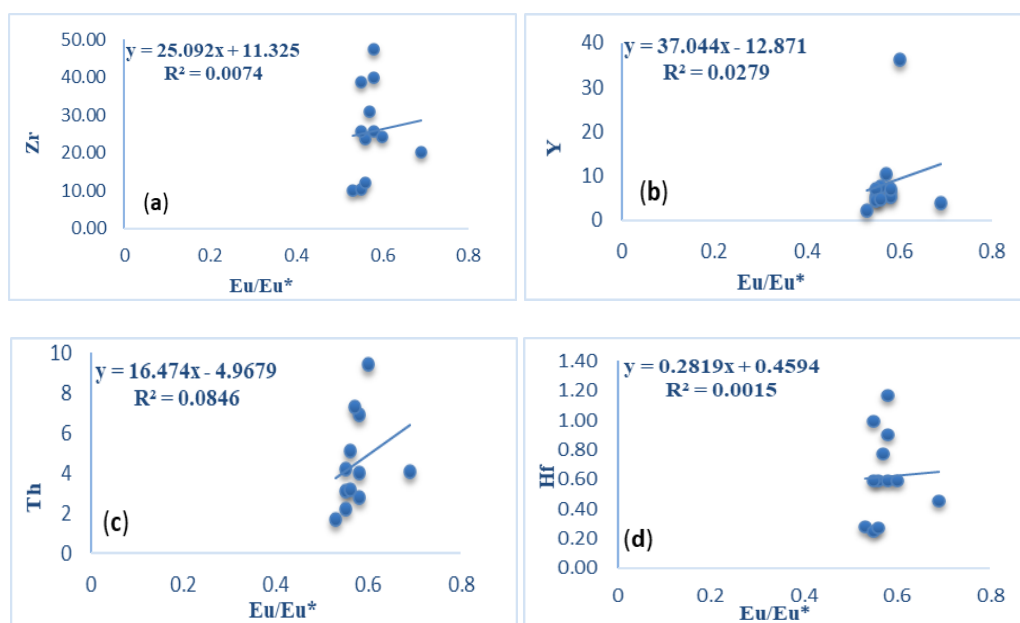 y = 25.092x + 11.325
R² = 0.0074
50.00
40.00
30.00
20.00
10.00
0.00
Zr
(a)
0 0.2 0.4 0.6 0.8
Eu/Eu*
y = 37.044x - 12.871
R² = 0.0279
40
30
20
10
0
Y
(b)
0 0.2 0.4 0.6 0.8
Eu/Eu*
y = 16.474x - 4.9679
R² = 0.0846
10
8
6
4
2
0
Th
(c)
0 0.2 0.4 0.6 0.8
Eu/Eu*
y = 0.2819x + 0.4594
R² = 0.0015
1.40
1.20
1.00
0.80
0.60
0.40
0.20
0.00
Hf
(d)
0 0.2 0.4 0.6 0.8
Eu/Eu*